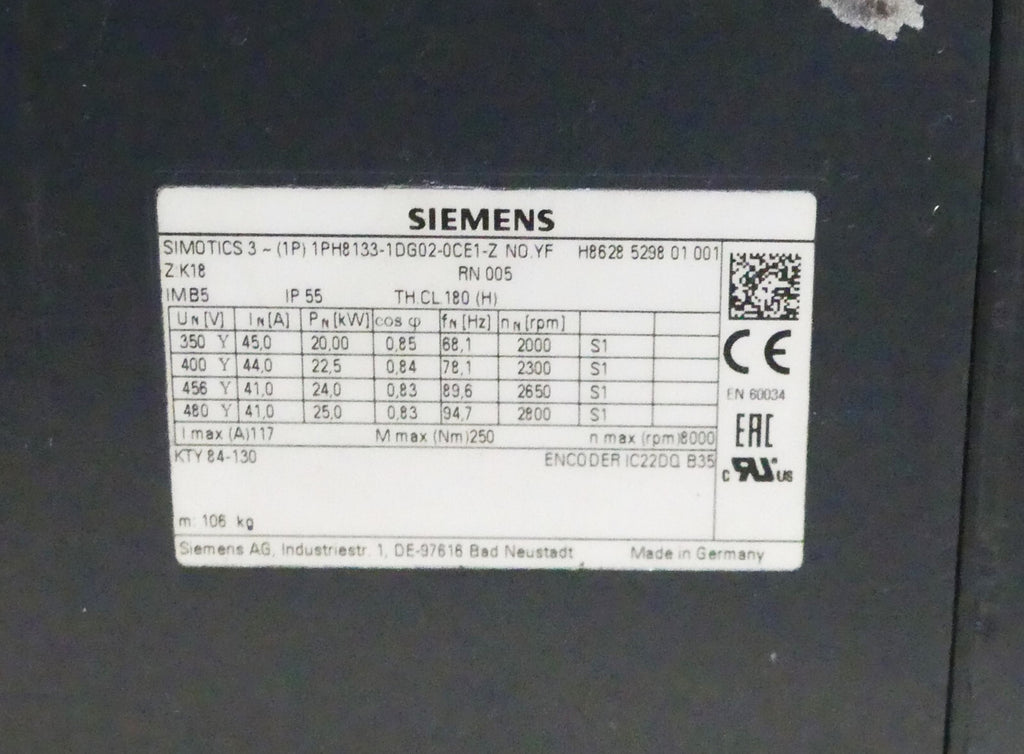 SIEMENS
SIMOTICS 3 ~ (1P) 1PH8133-1DG02-0CE1-Z NO.YF H8628 5298 01 001
Z:K18 RN 005
IMB5 IP 55 TH.CL.180 (H)
U N [V] I N [A] P N [kW] cos φ f N [Hz] n N [rpm]
350 Y 45,0 20,00 0,85 68,1 2000 S1
400 Y 44,0 22,5 0,84 78,1 2300 S1
456 Y 41,0 24,0 0,83 89,6 2650 S1
480 Y 41,0 25,0 0,83 94,7 2800 S1
I max (A)117 M max (Nm)250 n max (rpm)8000
KTY 84-130 ENCODER IC22DQ B35
m: 106 kg
Siemens AG, Industriestr. 1, DE-97616 Bad Neustadt Made in Germany
CE
EN 60034
EAC
c RU us